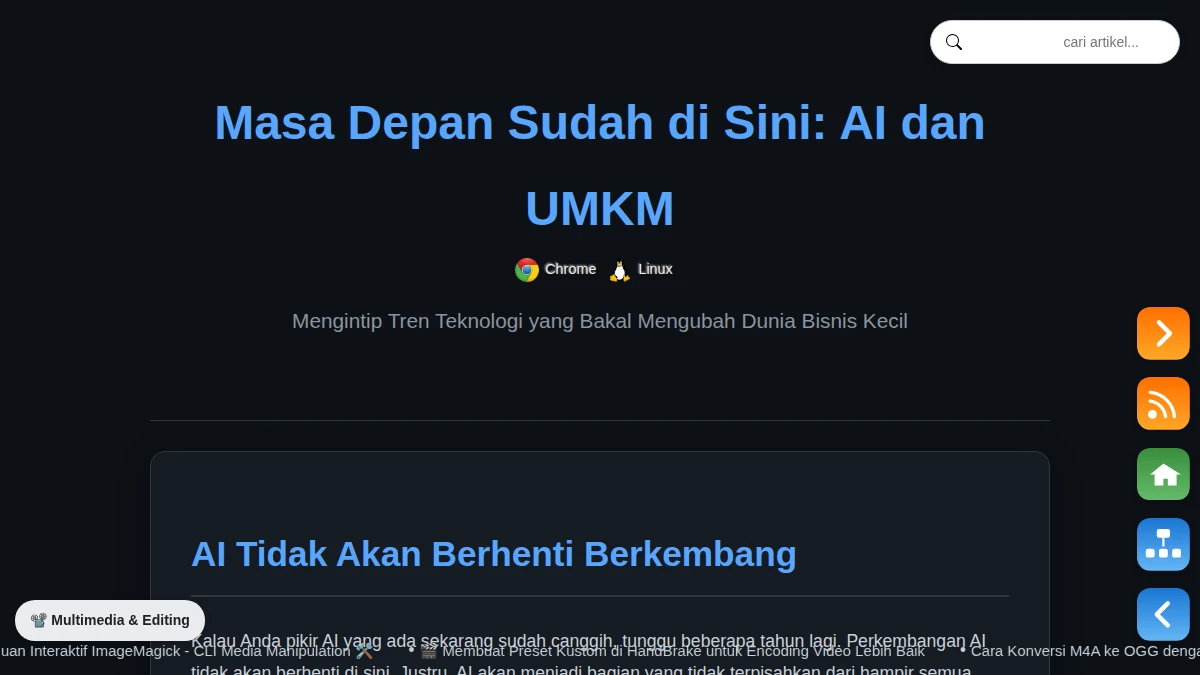 cari artikel...
Masa Depan Sudah di Sini: AI dan
UMKM
Chrome Linux
Mengintip Tren Teknologi yang Bakal Mengubah Dunia Bisnis Kecil
AI Tidak Akan Berhenti Berkembang
Kalau Anda pikir AI yang ada sekarang sudah canggih, tunggu beberapa tahun lagi. Perkembangan AI
tidak akan berhenti di sini. Justru, AI akan menjadi bagian yang tidak terpisahkan dari hampir semua
📽️ Multimedia & Editing
uan Interaktif ImageMagick - CLI Media Manipulation 🛠️ • 🎬 Membuat Preset Kustom di HandBrake untuk Encoding Video Lebih Baik • Cara Konversi M4A ke OGG denga